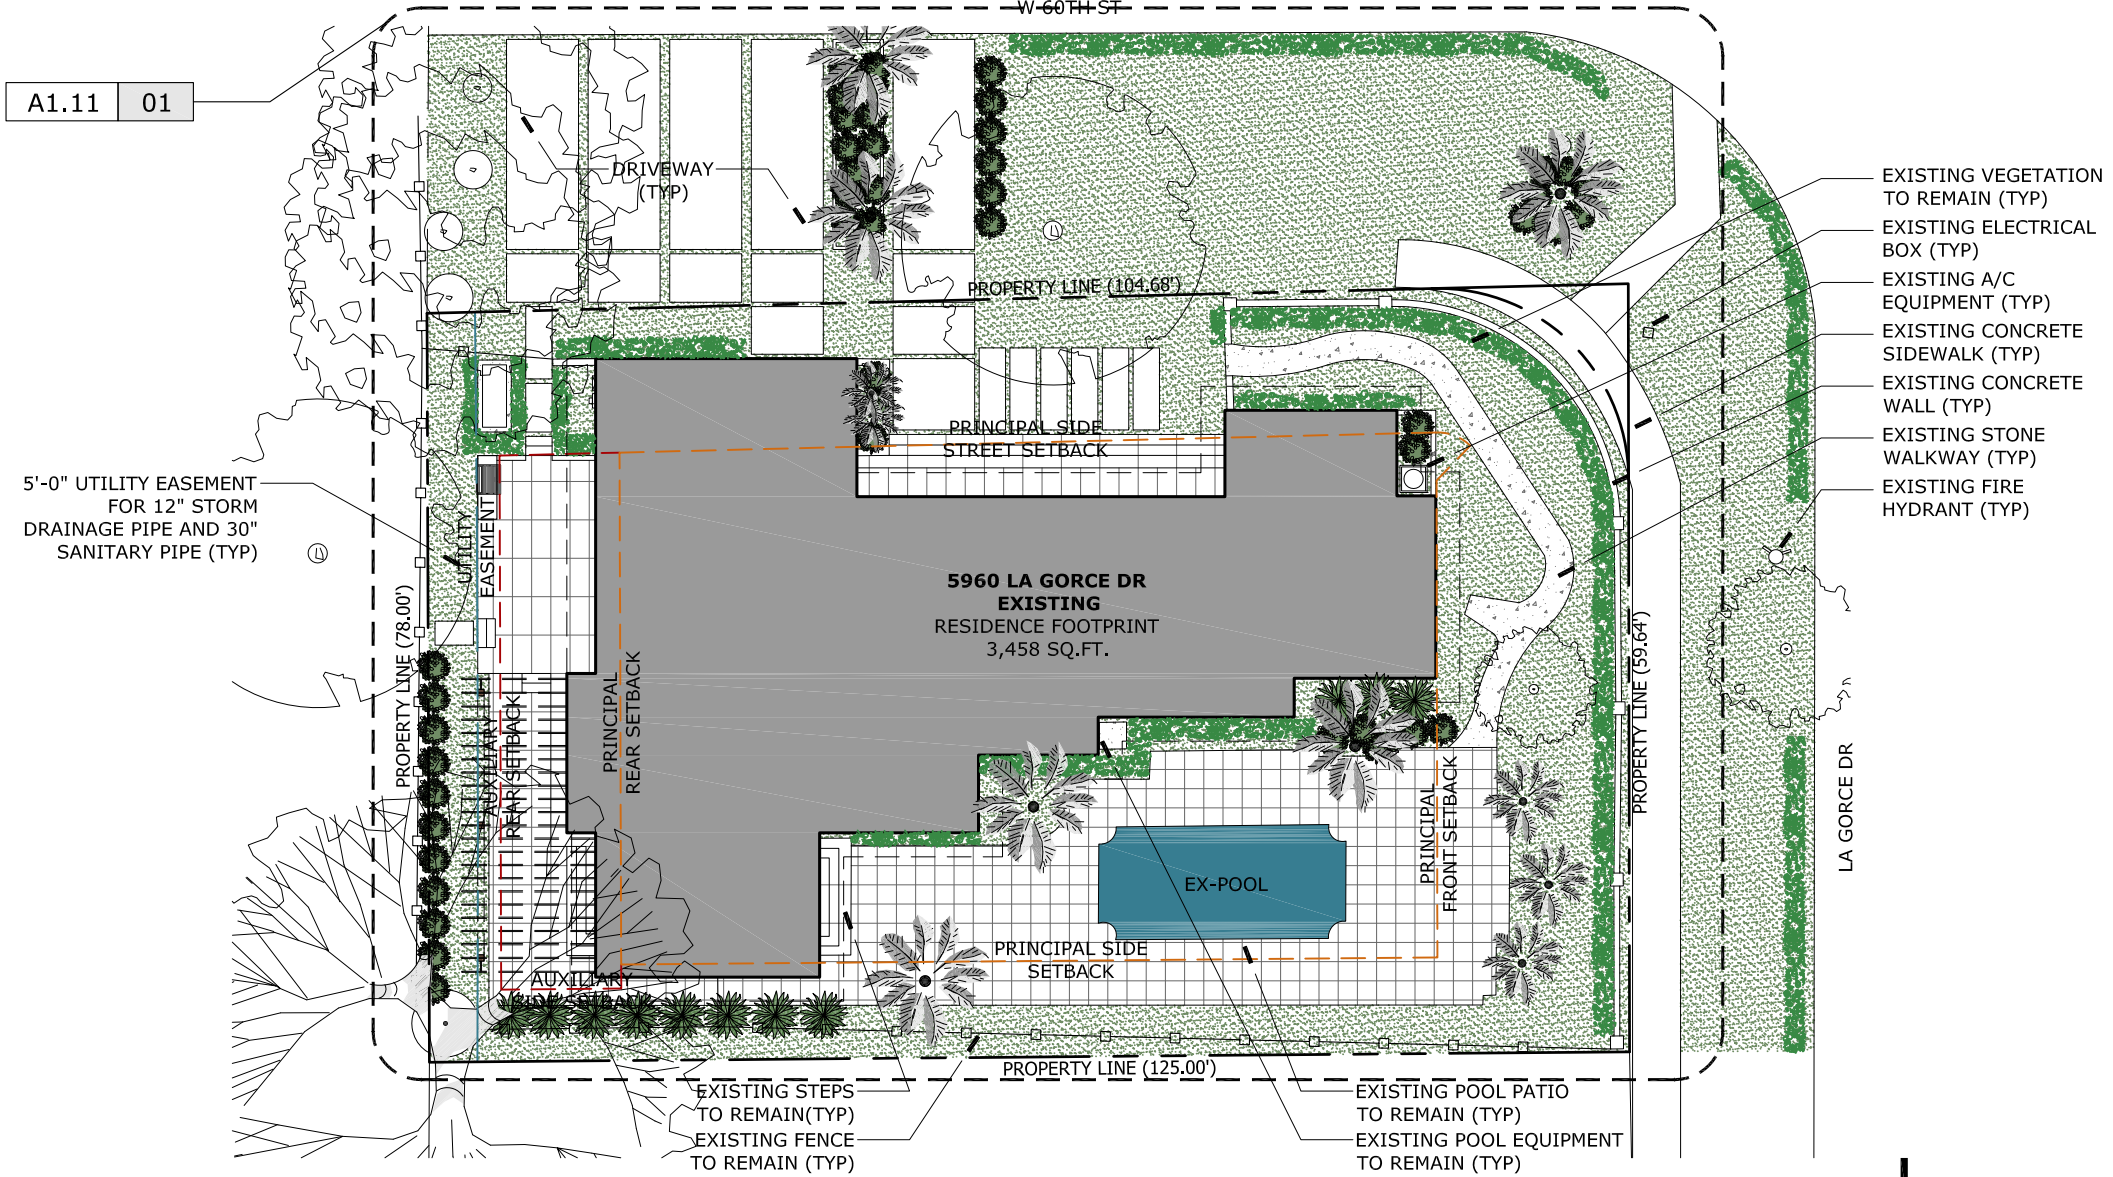 W 60TH ST
A1.11 01
DRIVEWAY
(TYP)
PROPERTY LINE (104.68')
EXISTING VEGETATION
TO REMAIN (TYP)
EXISTING ELECTRICAL
BOX (TYP)
EXISTING A/C
EQUIPMENT (TYP)
EXISTING CONCRETE
SIDEWALK (TYP)
EXISTING CONCRETE
WALL (TYP)
EXISTING STONE
WALKWAY (TYP)
EXISTING FIRE
HYDRANT (TYP)
PRINCIPAL SIDE
STREET SETBACK
5'-0" UTILITY EASEMENT
FOR 12" STORM
DRAINAGE PIPE AND 30"
SANITARY PIPE (TYP)
UTILITY
EASEMENT
5960 LA GORCE DR
EXISTING
RESIDENCE FOOTPRINT
3,458 SQ.FT.
PROPERTY LINE (78.00')
AUXILIARY
REAR SETBACK
PRINCIPAL
REAR SETBACK
PROPERTY LINE (59.64')
LA GORCE DR
PRINCIPAL
FRONT SETBACK
EX-POOL
PRINCIPAL SIDE
SETBACK
AUXILIARY
SIDE SETBACK
PROPERTY LINE (125.00')
EXISTING STEPS
TO REMAIN(TYP)
EXISTING FENCE
TO REMAIN (TYP)
EXISTING POOL PATIO
TO REMAIN (TYP)
EXISTING POOL EQUIPMENT
TO REMAIN (TYP)